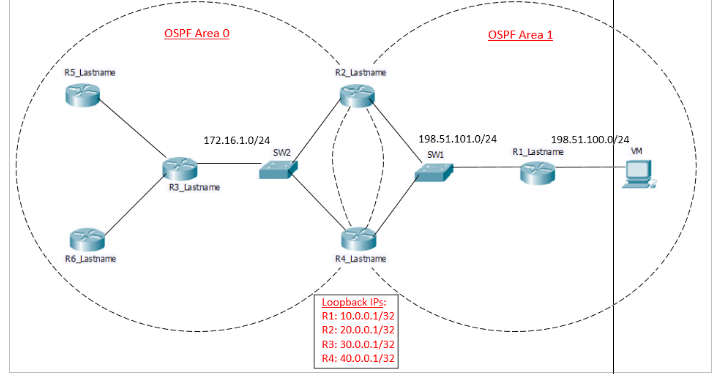 OSPF Area 0
OSPF Area 1
R5_Lastname
R2_Lastname
172.16.1.0/24
198.51.101.0/24
198.51.100.0/24
SW2
SW1
R1_Lastname
VM
R3_Lastname
R6_Lastname
R4_Lastname
Loopback IPs:
R1: 10.0.0.1/32
R2: 20.0.0.1/32
R3: 30.0.0.1/32
R4: 40.0.0.1/32